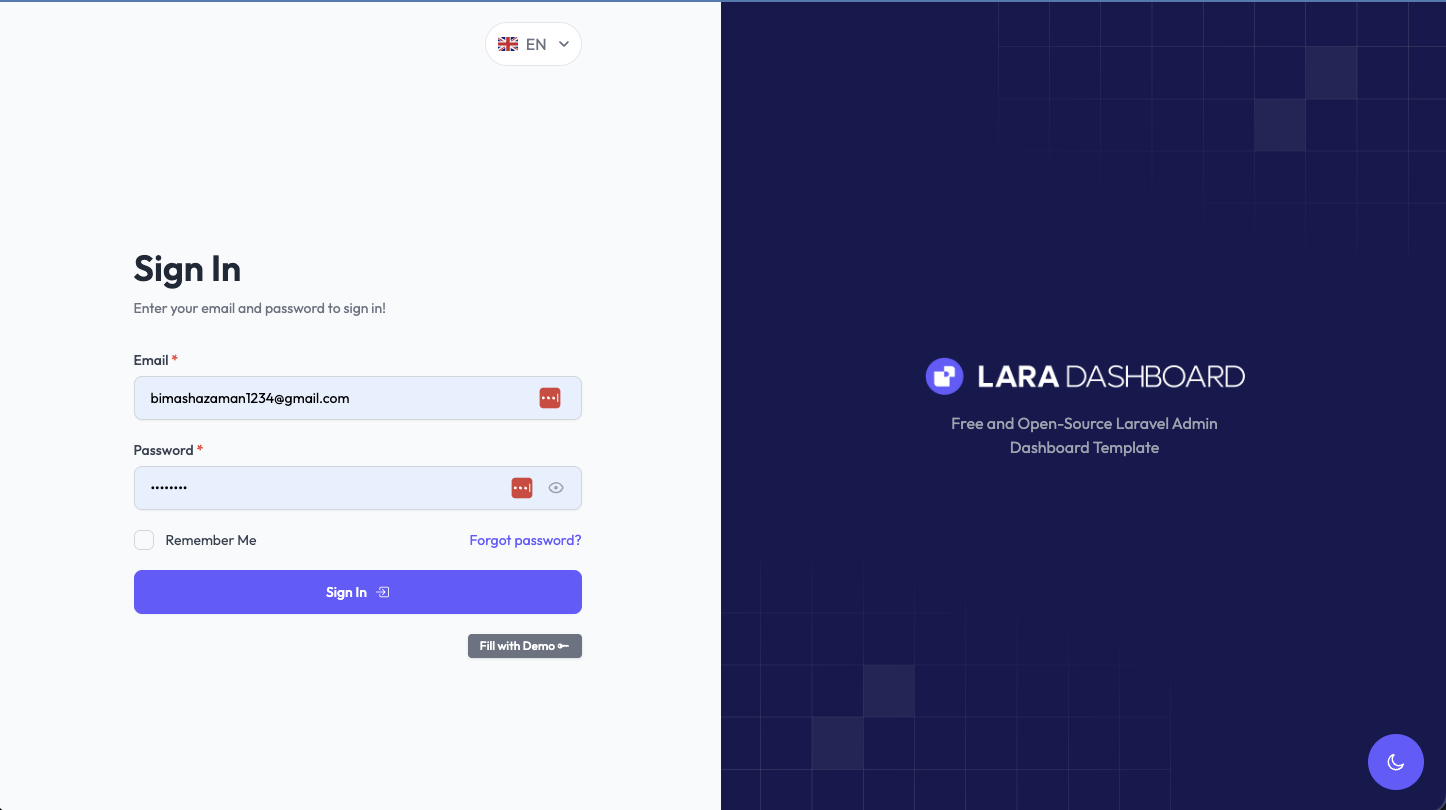 EN
Sign In
Enter your email and password to sign in!
Email *
bimashazaman1234@gmail.com
Password *
••••••••
Remember Me
Forgot password?
Sign In
Fill with Demo
LARA DASHBOARD
Free and Open-Source Laravel Admin
Dashboard Template